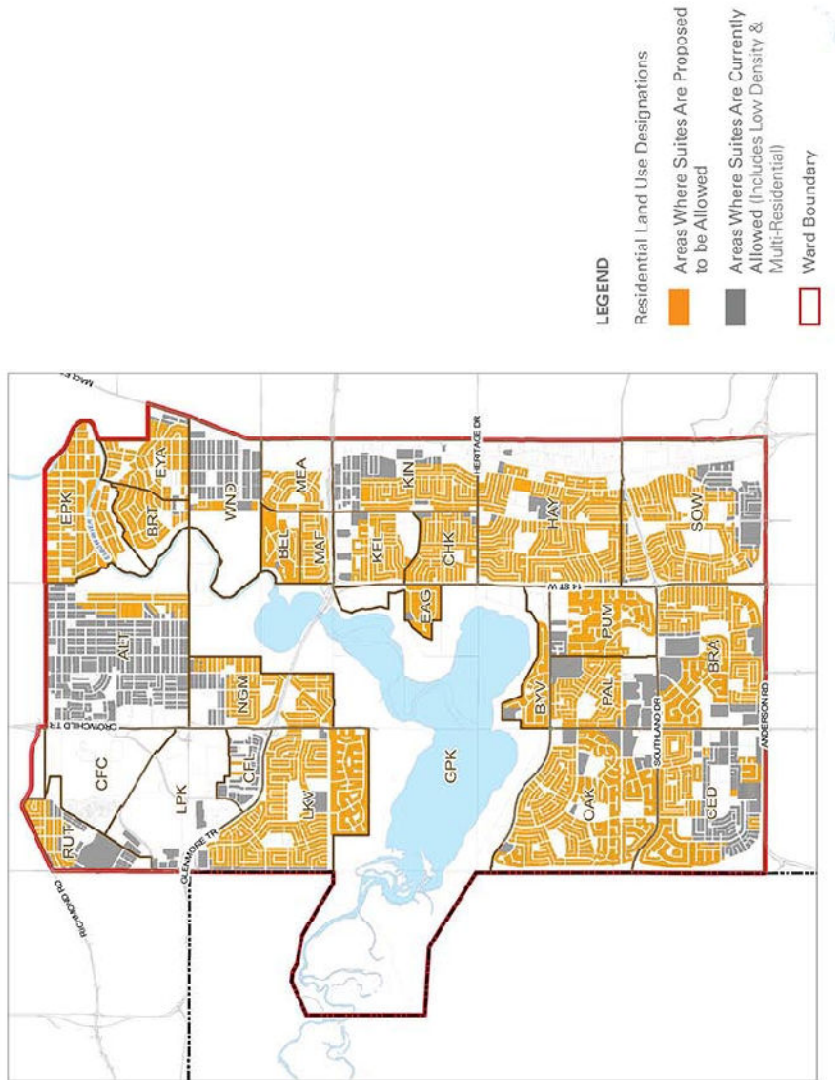 MACLE
EPK
EYA
BRT
RUT
CFC
ALT
WND
RICHMOND RD
CROWCHILD TR
LPK
GLENMORE TR
CFL
NGM
BEL
MEA
MAF
LKV
KIN
KEL
EAG
CHK
HERITAGE DR
GPK
14 ST W
HAY
BYV
PUM
PAL
OAK
SOUTHLAND DR
SOW
BRA
CED
ANDERSON RD
LEGEND
Residential Land Use Designations
Areas Where Suites Are Proposed
to be Allowed
Areas Where Suites Are Currently
Allowed (Includes Low Density &
Multi-Residential)
Ward Boundary